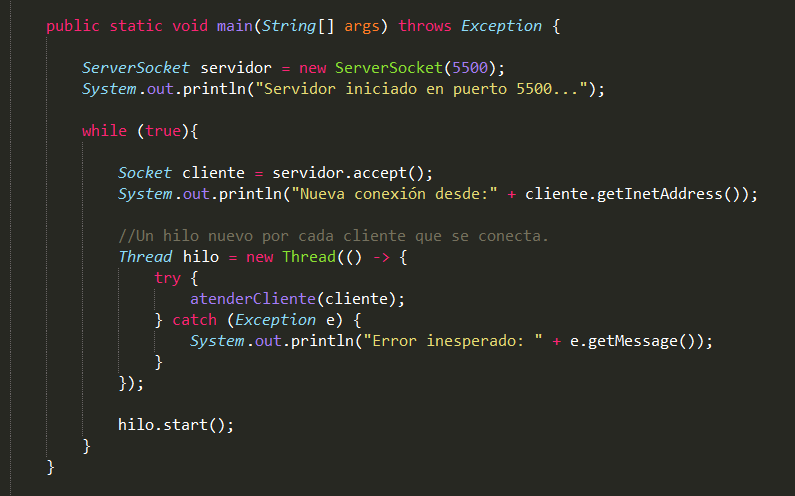 public static void main(String[] args) throws Exception {
ServerSocket servidor = new ServerSocket(5500);
System.out.println("Servidor iniciado en puerto 5500...");
while (true){
Socket cliente = servidor.accept();
System.out.println("Nueva conexión desde:" + cliente.getInetAddress());
//Un hilo nuevo por cada cliente que se conecta.
Thread hilo = new Thread(() -> {
try {
atenderCliente(cliente);
} catch (Exception e) {
System.out.println("Error inesperado: " + e.getMessage());
}
});
hilo.start();
}
}